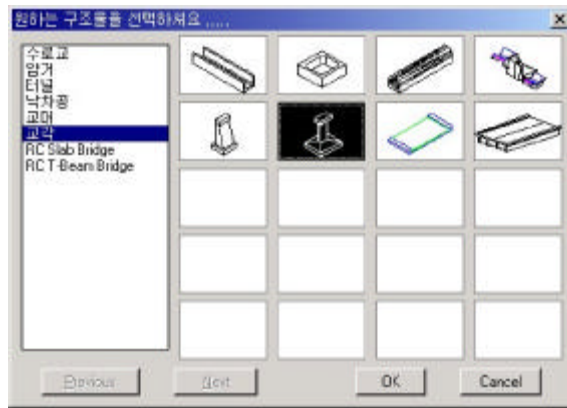 원하는 구조물을 선택하세요 .....
수로교
암거
터널
낙차공
교대
교각
RC Slab Bridge
RC T-Beam Bridge
Previous
Next
OK
Cancel